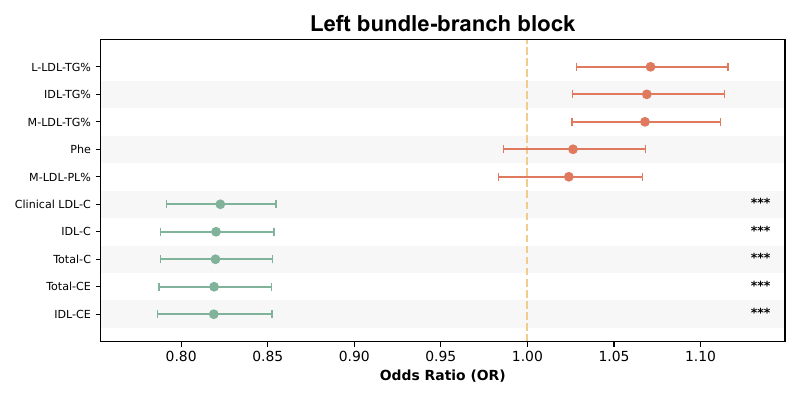 Left bundle-branch block
L-LDL-TG%
IDL-TG%
M-LDL-TG%
Phe
M-LDL-PL%
Clinical LDL-C ***
IDL-C ***
Total-C ***
Total-CE ***
IDL-CE ***
0.80 0.85 0.90 0.95 1.00 1.05 1.10
Odds Ratio (OR)